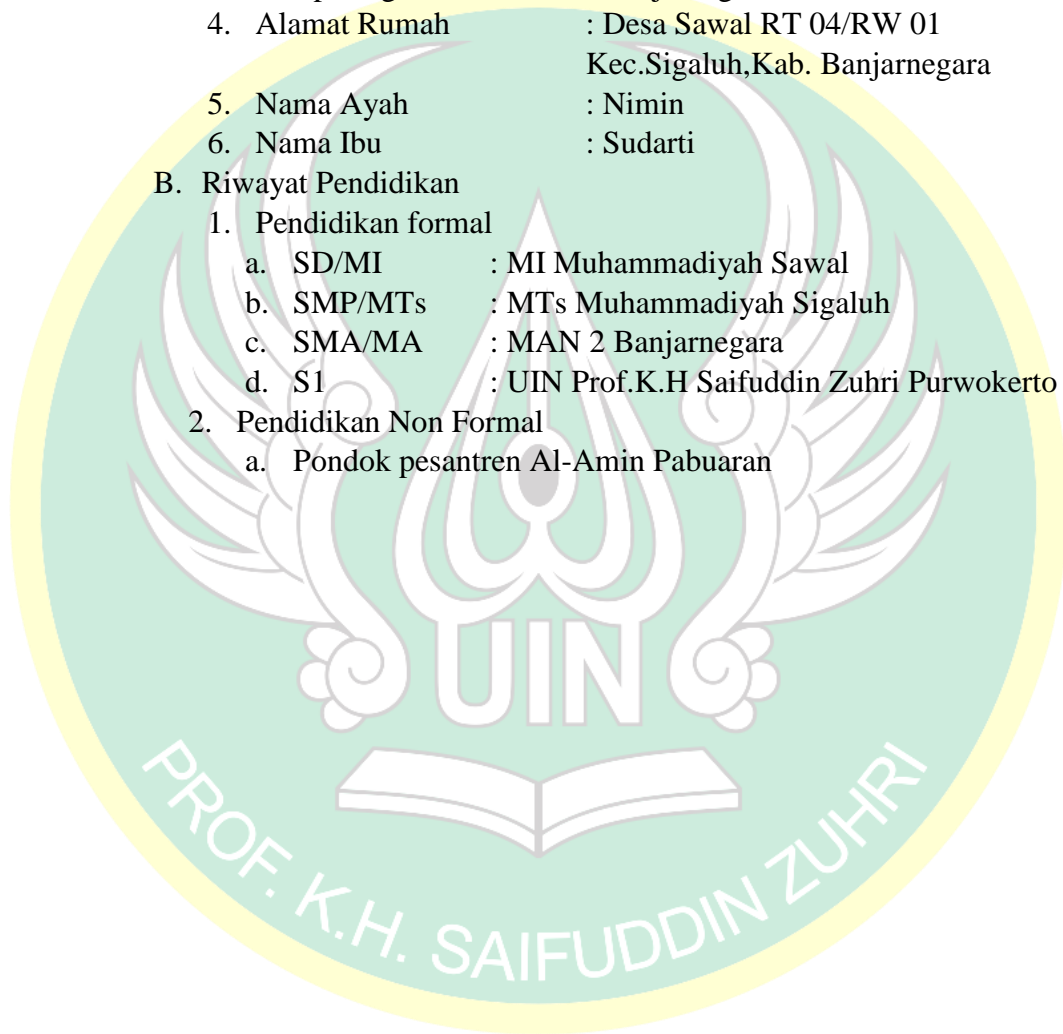 4. Alamat Rumah : Desa Sawal RT 04/RW 01
Kec.Sigaluh,Kab. Banjarnegara
5. Nama Ayah : Nimin
6. Nama Ibu : Sudarti
B. Riwayat Pendidikan
1. Pendidikan formal
a. SD/MI : MI Muhammadiyah Sawal
b. SMP/MTs : MTs Muhammadiyah Sigaluh
c. SMA/MA : MAN 2 Banjarnegara
d. S1 : UIN Prof.K.H Saifuddin Zuhri Purwokerto
2. Pendidikan Non Formal
a. Pondok pesantren Al-Amin Pabuaran
UIN
PROF. K.H. SAIFUDDIN ZUHRI